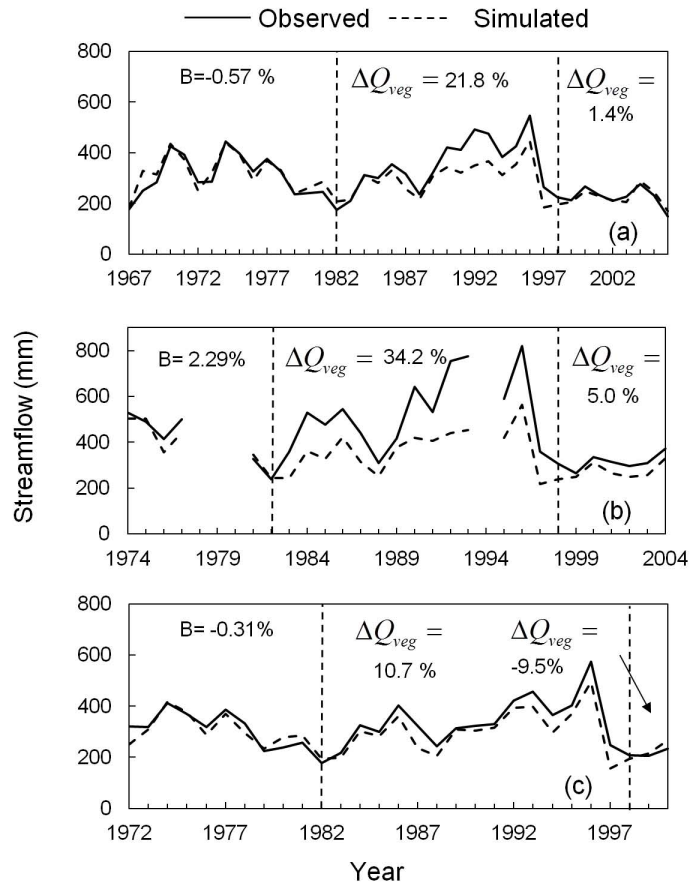 Observed Simulated
Streamflow (mm)
800
600
400
200
0
B=-0.57 %
ΔQveg = 21.8 %
ΔQveg =
1.4%
(a)
1967 1972 1977 1982 1987 1992 1997 2002
800
600
400
200
0
B= 2.29%
ΔQveg = 34.2 %
ΔQveg =
5.0 %
(b)
1974 1979 1984 1989 1994 1999 2004
800
600
400
200
0
B= -0.31%
ΔQveg =
10.7 %
ΔQveg =
-9.5%
(c)
1972 1977 1982 1987 1992 1997
Year